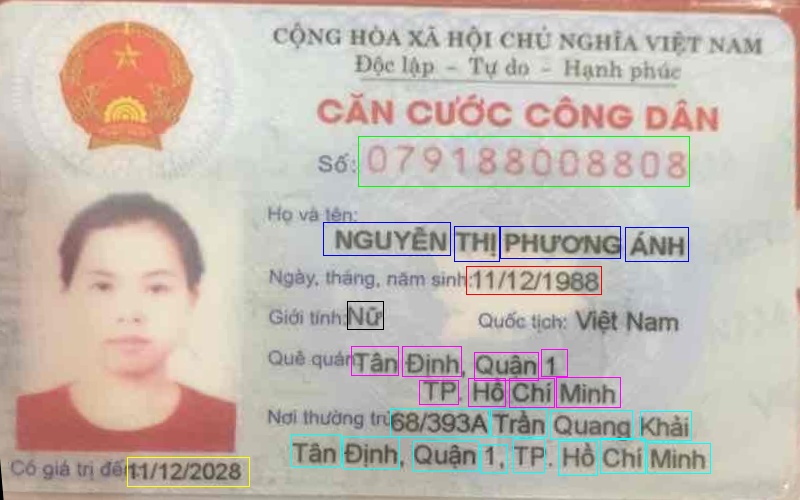 CỘNG HÒA XÃ HỘI CHỦ NGHĨA VIỆT NAM
Độc lập - Tự do - Hạnh phúc
CĂN CƯỚC CÔNG DÂN
Số: 079188008808
Họ và tên:
NGUYỄN THỊ PHƯƠNG ÁNH
Ngày, tháng, năm sinh: 11/12/1988
Giới tính: Nữ Quốc tịch: Việt Nam
Quê quán: Tân Định, Quận 1
TP. Hồ Chí Minh
Nơi thường trú: 68/393A Trần Quang Khải
Tân Định, Quận 1, TP. Hồ Chí Minh
Có giá trị đến: 11/12/2028